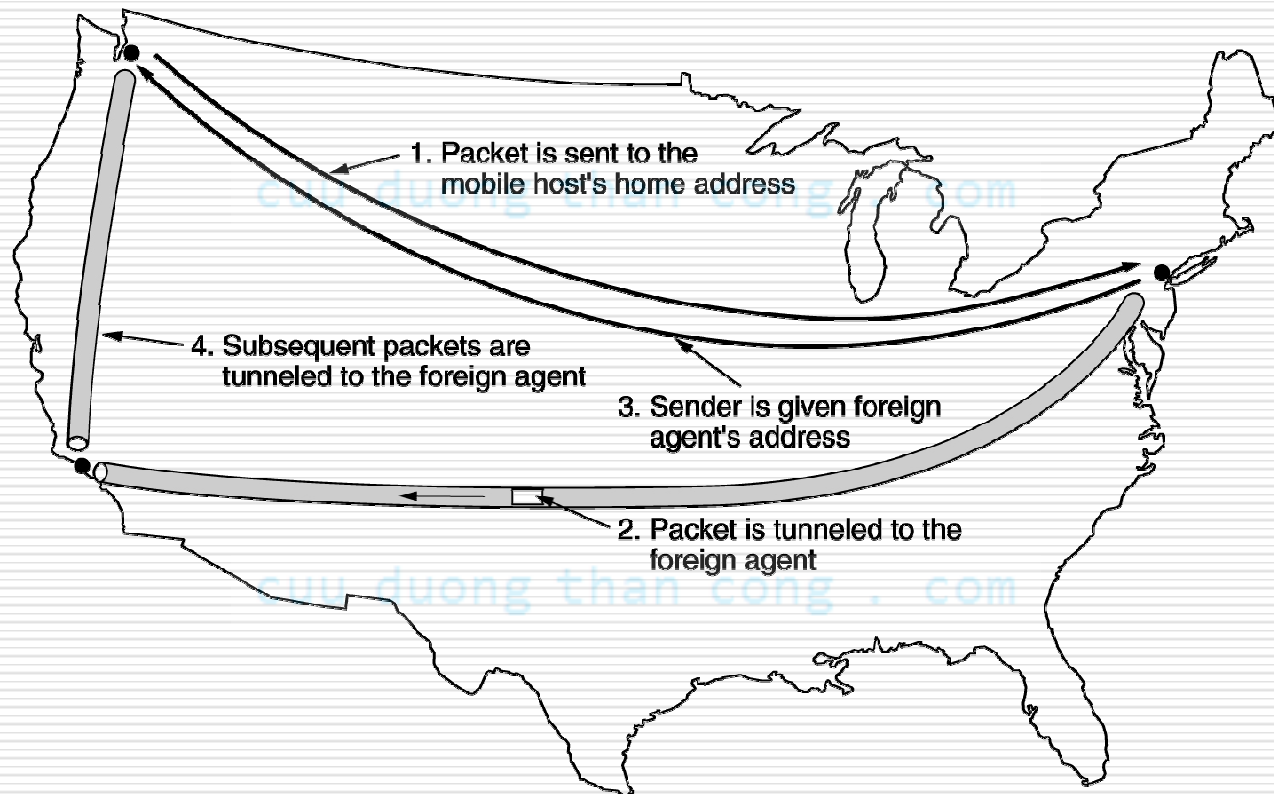 1. Packet is sent to the
mobile host's home address
cuu duong than cong . com
4. Subsequent packets are
tunneled to the foreign agent
3. Sender is given foreign
agent's address
2. Packet is tunneled to the
foreign agent
cuu duong than cong . com